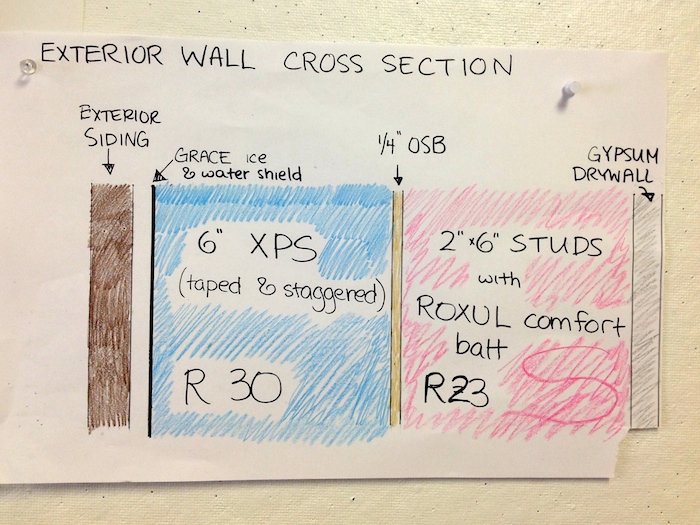 EXTERIOR WALL CROSS SECTION
EXTERIOR
SIDING
GRACE ice
& water shield
1/4" OSB
GYPSUM
DRYWALL
6" XPS
(taped & staggered)
R 30
2"x6" STUDS
with
ROXUL comfort
batt
R23